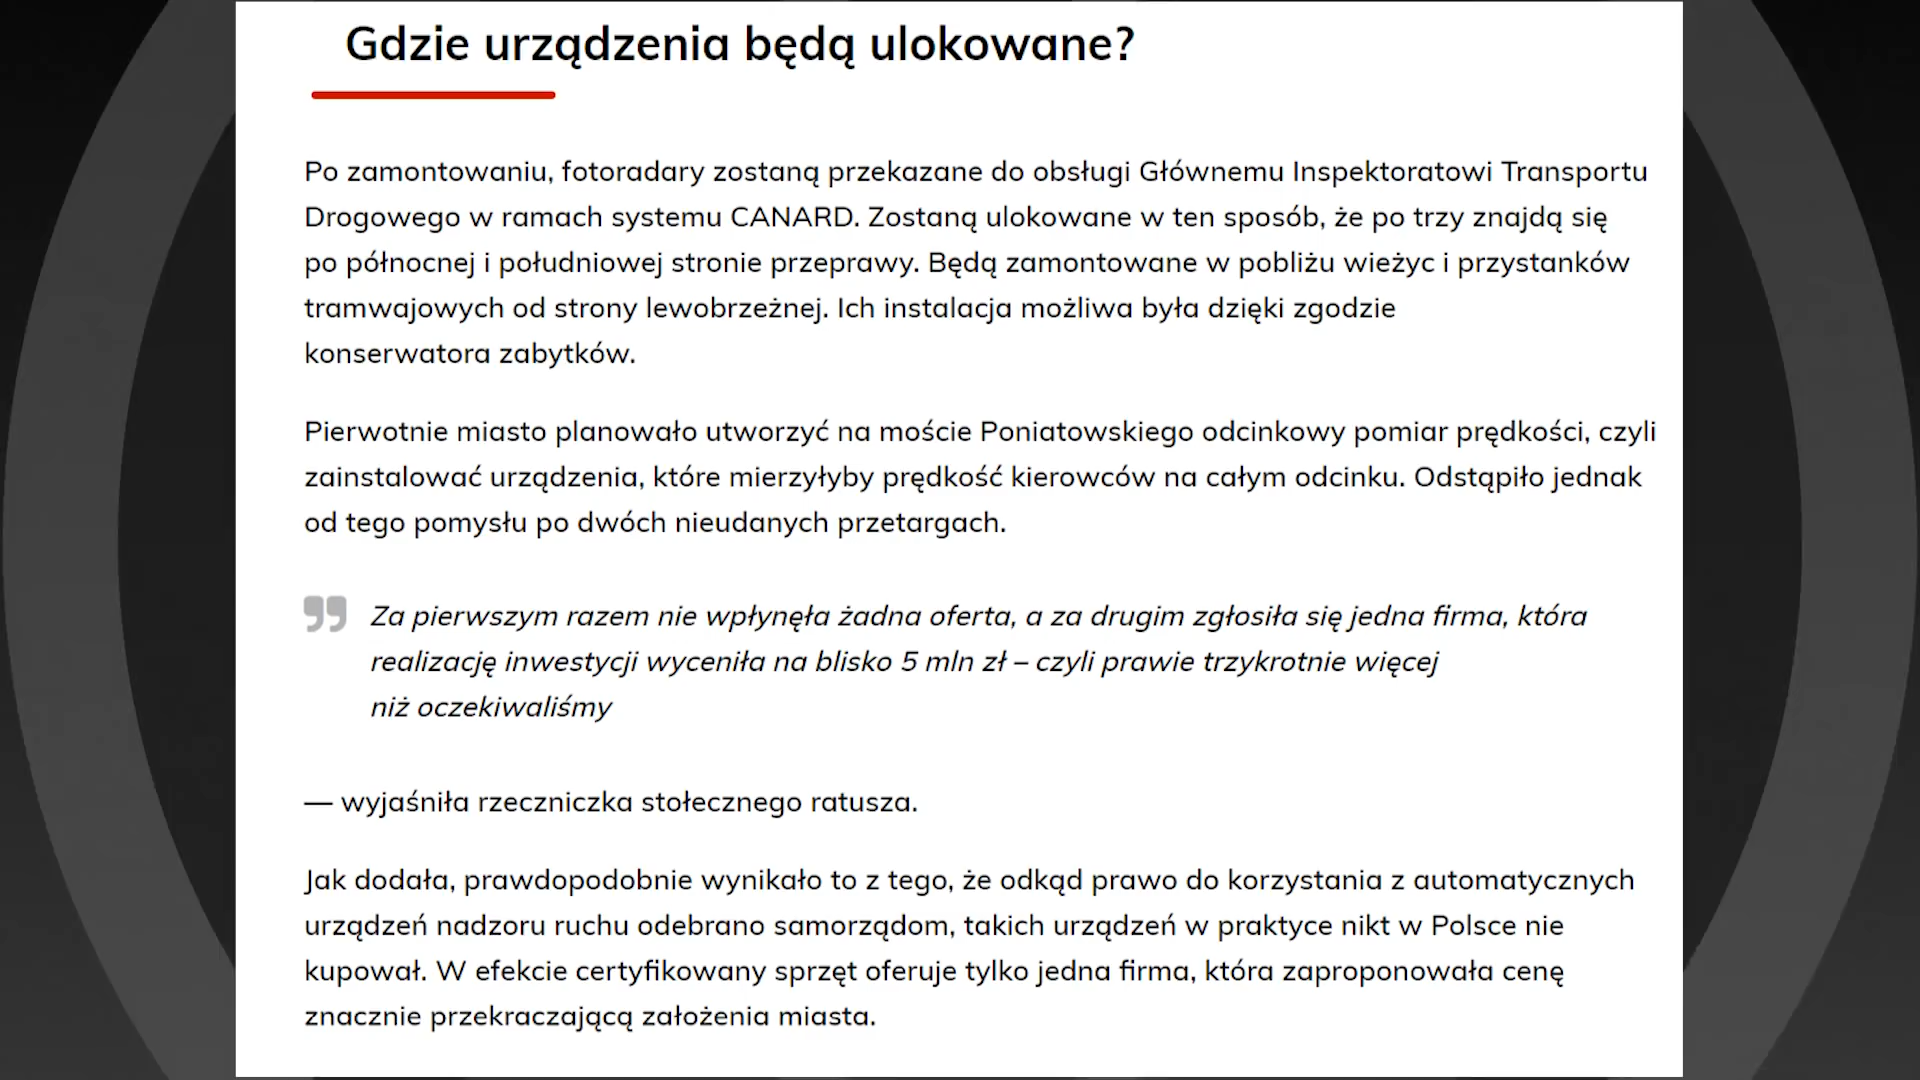 Gdzie urządzenia będą ulokowane?
Po zamontowaniu, fotoradary zostaną przekazane do obsługi Głównemu Inspektoratowi Transportu
Drogowego w ramach systemu CANARD. Zostaną ulokowane w ten sposób, że po trzy znajdą się
po północnej i południowej stronie przeprawy. Będą zamontowane w pobliżu wieżyc i przystanków
tramwajowych od strony lewobrzeżnej. Ich instalacja możliwa była dzięki zgodzie
konserwatora zabytków.
Pierwotnie miasto planowało utworzyć na moście Poniatowskiego odcinkowy pomiar prędkości, czyli
zainstalować urządzenia, które mierzyłyby prędkość kierowców na całym odcinku. Odstąpiło jednak
od tego pomysłu po dwóch nieudanych przetargach.
Za pierwszym razem nie wpłynęła żadna oferta, a za drugim zgłosiła się jedna firma, która
realizację inwestycji wyceniła na blisko 5 mln zł – czyli prawie trzykrotnie więcej
niż oczekiwaliśmy
— wyjaśniła rzeczniczka stołecznego ratusza.
Jak dodała, prawdopodobnie wynikało to z tego, że odkąd prawo do korzystania z automatycznych
urządzeń nadzoru ruchu odebrano samorządom, takich urządzeń w praktyce nikt w Polsce nie
kupował. W efekcie certyfikowany sprzęt oferuje tylko jedna firma, która zaproponowała cenę
znacznie przekraczającą założenia miasta.